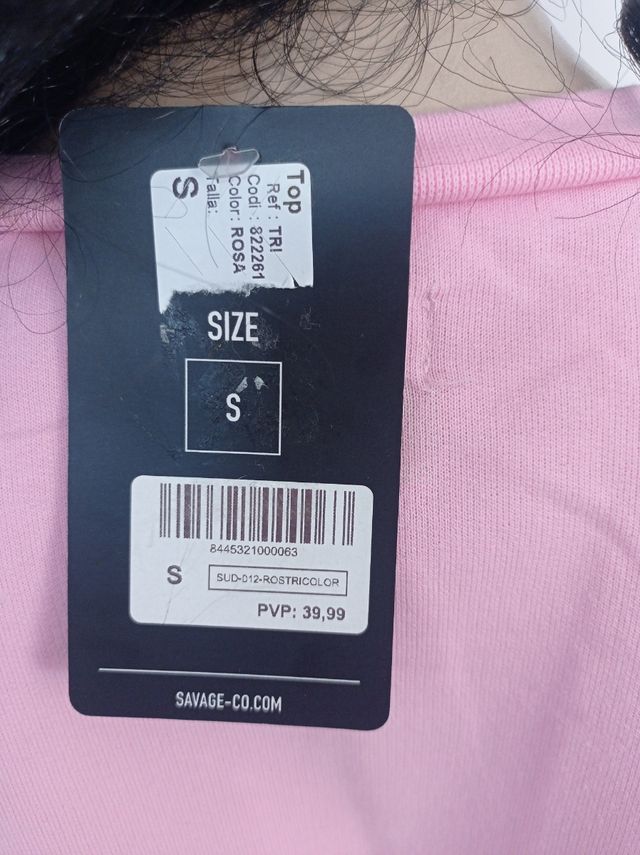 Top
Ref : TRI
Codi : 822261
Color: ROSA
Talla:
S
SIZE
S
8445321000063
S
SUD-012-ROSTRICOLOR
PVP: 39,99
SAVAGE-CO.COM